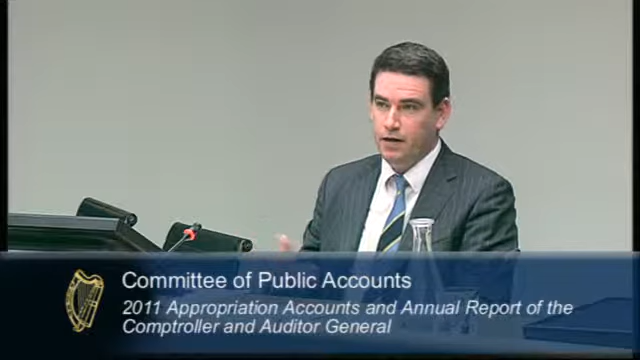 Committee of Public Accounts
2011 Appropriation Accounts and Annual Report of the
Comptroller and Auditor General